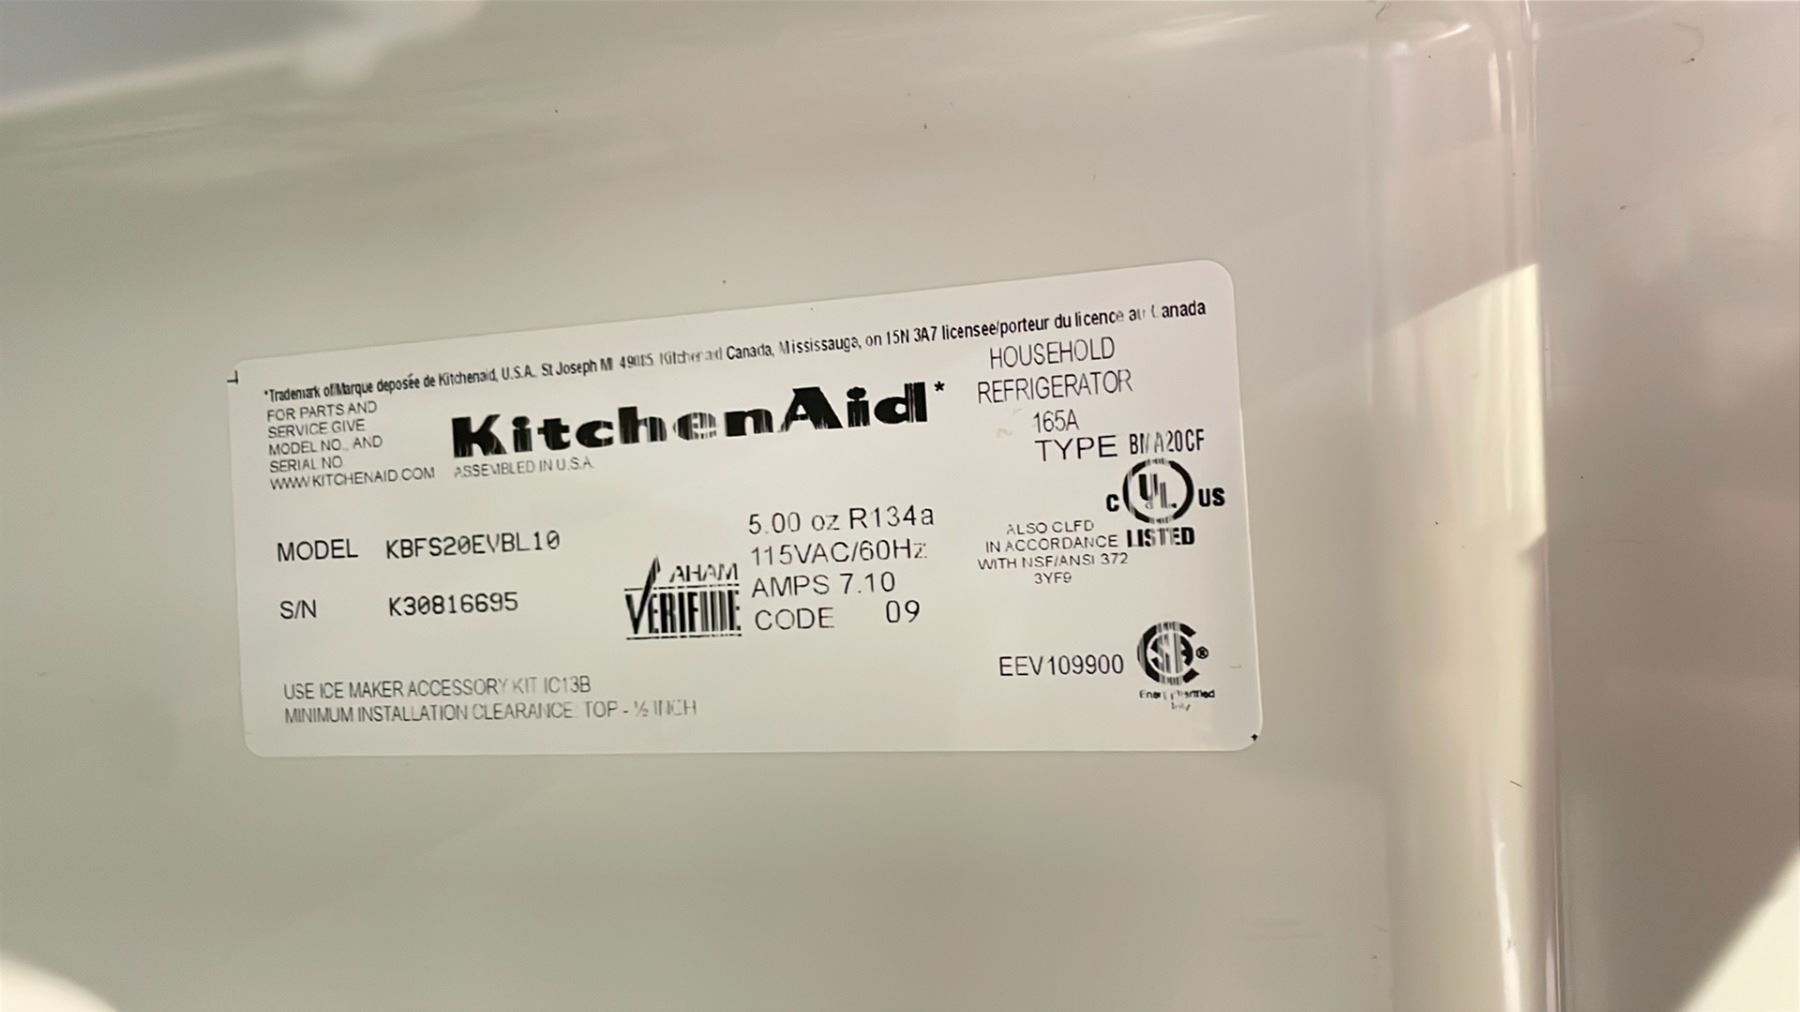 *Trademark of/Marque deposée de Kitchenaid, U.S.A. St Joseph MI 49085 Kitchenaid Canada, Mississauga, on 15N 3A7 licensee/porteur du licence au Canada
FOR PARTS AND
SERVICE GIVE
MODEL NO., AND
SERIAL NO
WWW.KITCHENAID.COM
KitchenAid*
ASSEMBLED IN U.S.A.
HOUSEHOLD
REFRIGERATOR
165A
TYPE
C UL US
LISTED
ALSO CLFD
IN ACCORDANCE
WITH NSF/ANSI 372
3YF9
MODEL KBFS20EVBL10
S/N K30816695
AHAM
VERIFIDE
5.00 oz R134a
115VAC/60Hz
AMPS 7.10
CODE 09
EEV109900
®
USE ICE MAKER ACCESSORY KIT IC13B
MINIMUM INSTALLATION CLEARANCE: TOP - ½ INCH